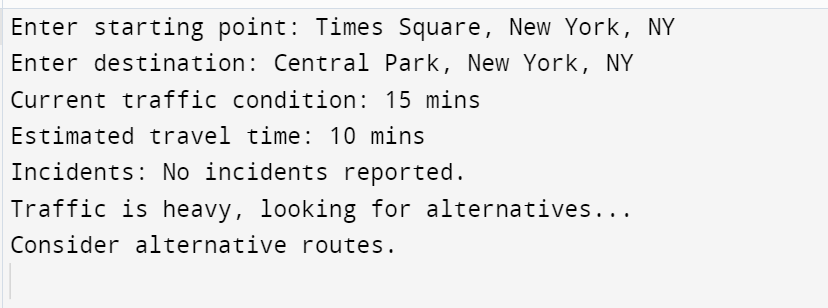 Enter starting point: Times Square, New York, NY
Enter destination: Central Park, New York, NY
Current traffic condition: 15 mins
Estimated travel time: 10 mins
Incidents: No incidents reported.
Traffic is heavy, looking for alternatives...
Consider alternative routes.